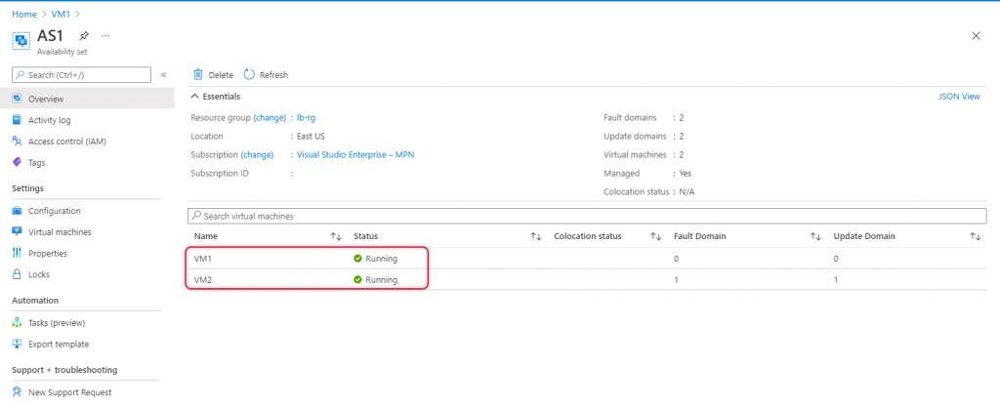 Home > VM1 >
AS1 ...
Availability set
Search (Ctrl+/)
Overview
Activity log
Access control (IAM)
Tags
Settings
Configuration
Virtual machines
Properties
Locks
Automation
Tasks (preview)
Export template
Support + troubleshooting
New Support Request
Delete Refresh
Essentials JSON View
Resource group (change) : lb-rg
Location : East US
Subscription (change) : Visual Studio Enterprise – MPN
Subscription ID :
Fault domains : 2
Update domains : 2
Virtual machines : 2
Managed : Yes
Colocation status : N/A
Search virtual machines
Name Status Colocation status Fault Domain Update Domain
VM1 Running 0 0
VM2 Running 1 1